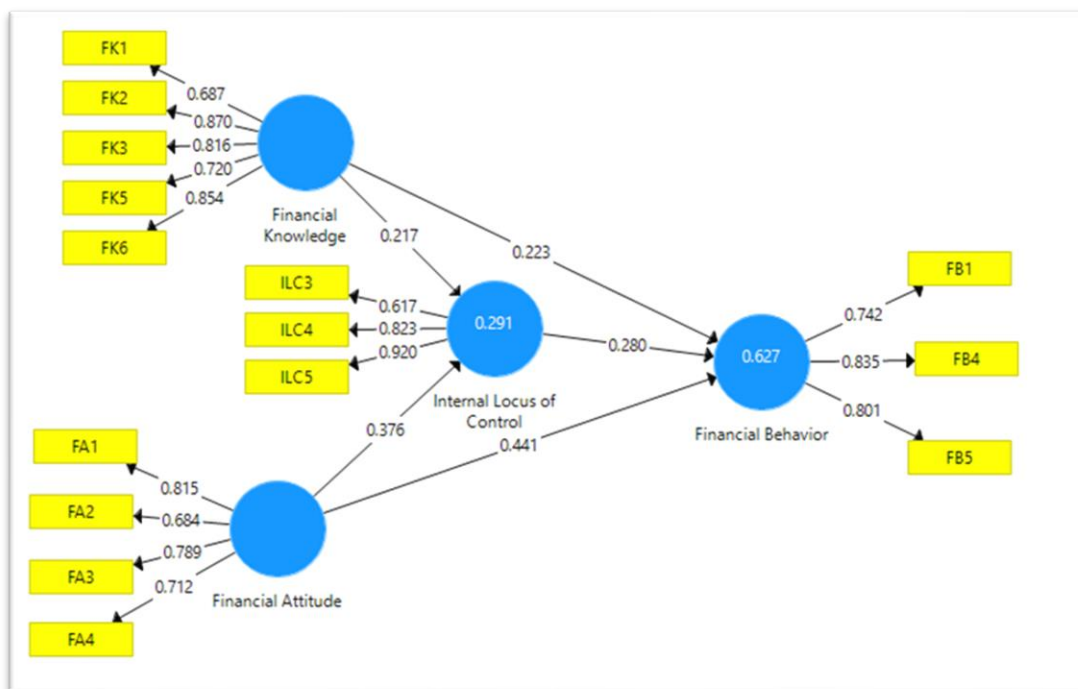 FK1
0.687
FK2
0.870
FK3
0.816
FK5
0.720
0.854
FK6
Financial
Knowledge
0.217
0.223
ILC3
0.617
ILC4
0.823
ILC5
0.920
0.291
Internal Locus of
Control
0.280
0.376
0.441
FB1
0.742
0.627
0.835
FB4
0.801
FB5
Financial Behavior
FA1
0.815
FA2
0.684
FA3
0.789
0.712
FA4
Financial Attitude